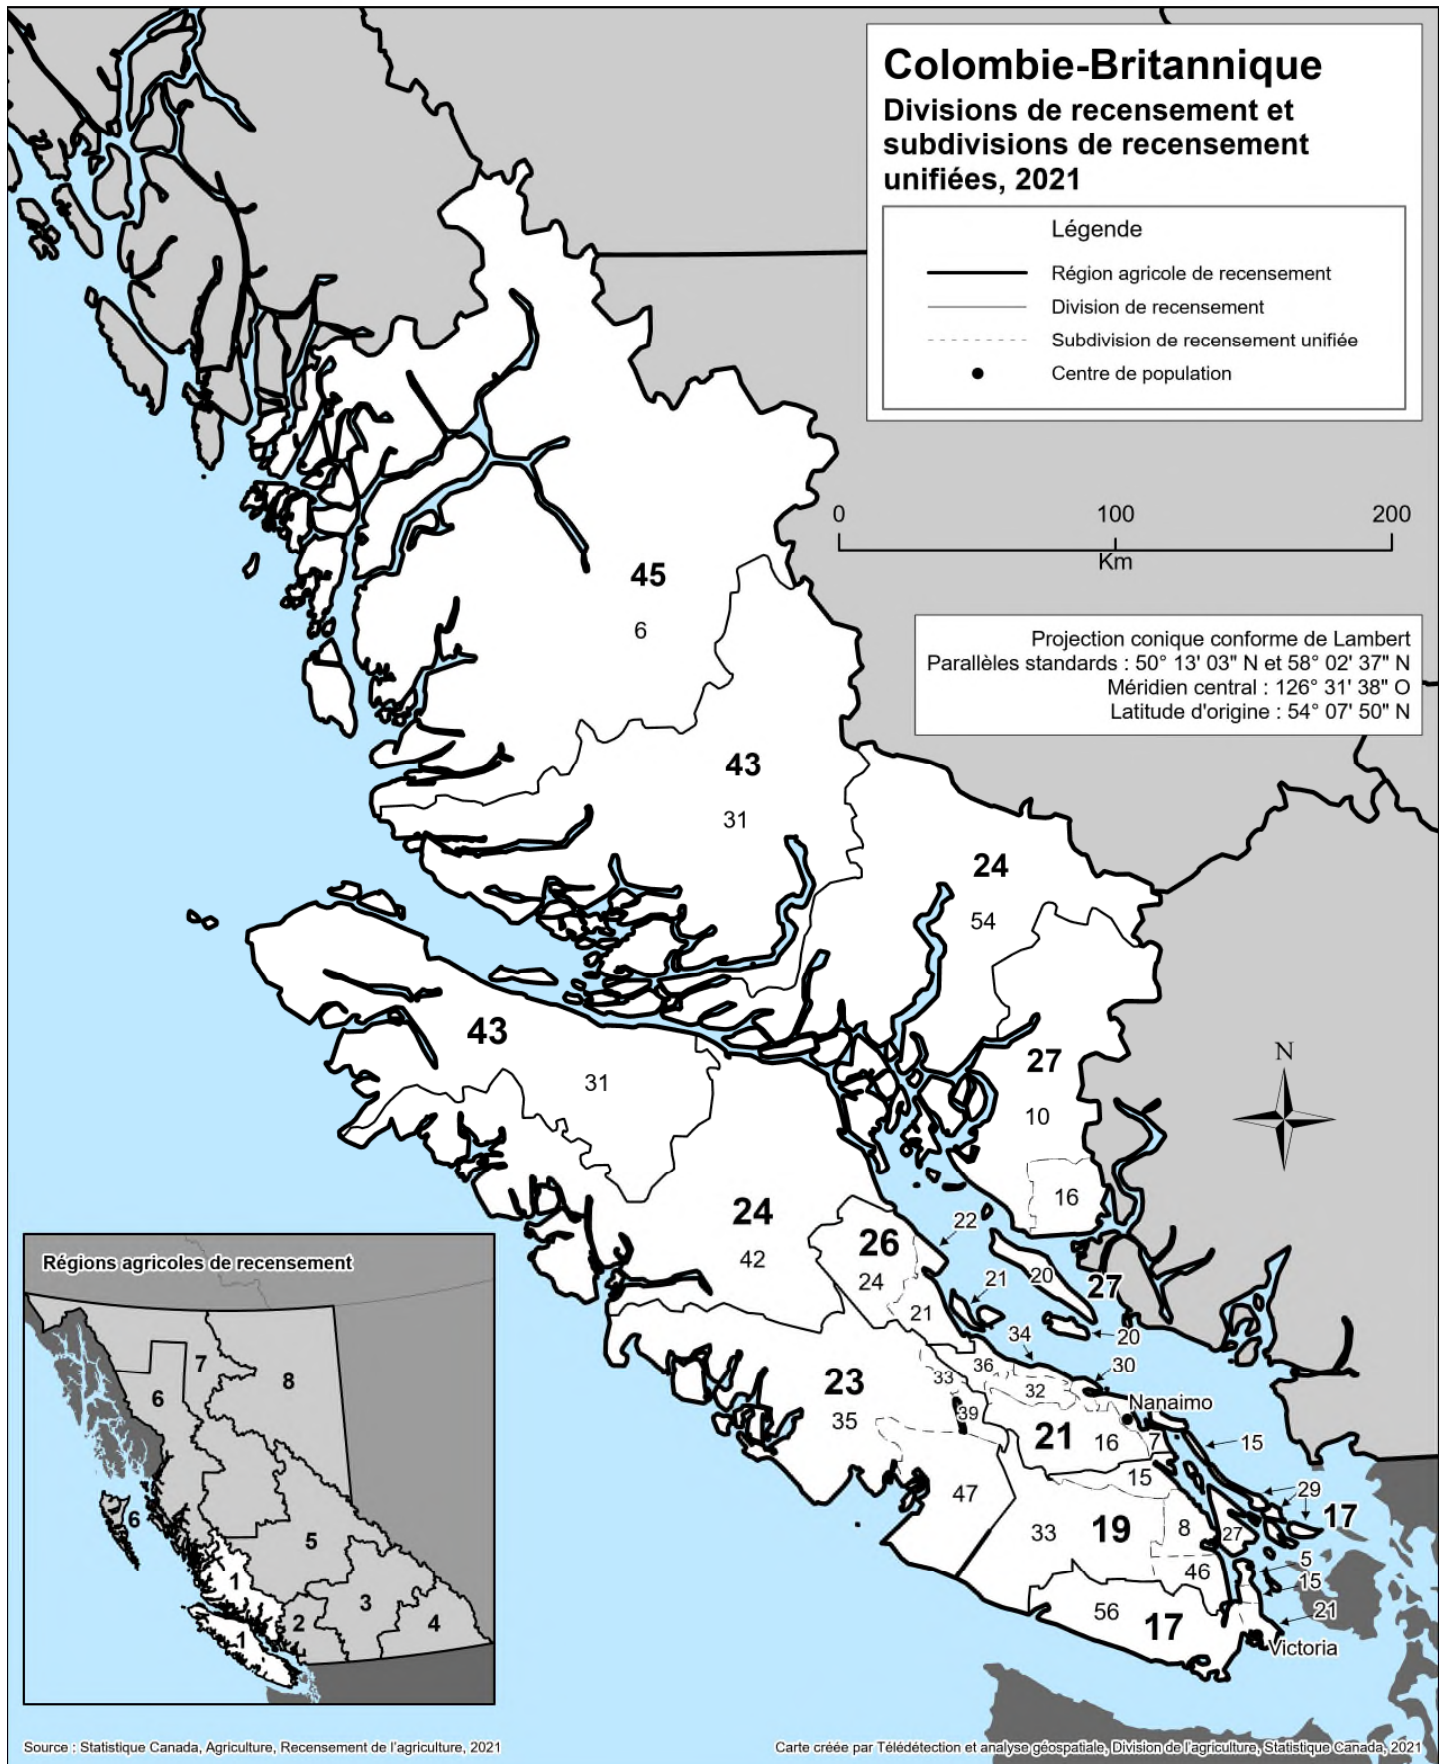 Colombie-Britannique
Divisions de recensement et
subdivisions de recensement
unifiées, 2021
Légende
Région agricole de recensement
Division de recensement
Subdivision de recensement unifiée
Centre de population
0 100 200
Km
45
6
Projection conique conforme de Lambert
Parallèles standards : 50° 13' 03" N et 58° 02' 37" N
Méridien central : 126° 31' 38" O
Latitude d'origine : 54° 07' 50" N
43
31
24
54
43
31
27
10
N
16
24
42
26
24
22
21
21
20
27
20
34
36
33
32
30
Nanaimo
23
35
39
21
16
7
15
15
47
29
17
33
19
8
27
46
5
15
21
56
17
Victoria
Régions agricoles de recensement
7
8
6
6
5
1
1
2
3
4
Source : Statistique Canada, Agriculture, Recensement de l'agriculture, 2021
Carte créée par Télédétection et analyse géospatiale, Division de l'agriculture, Statistique Canada, 2021